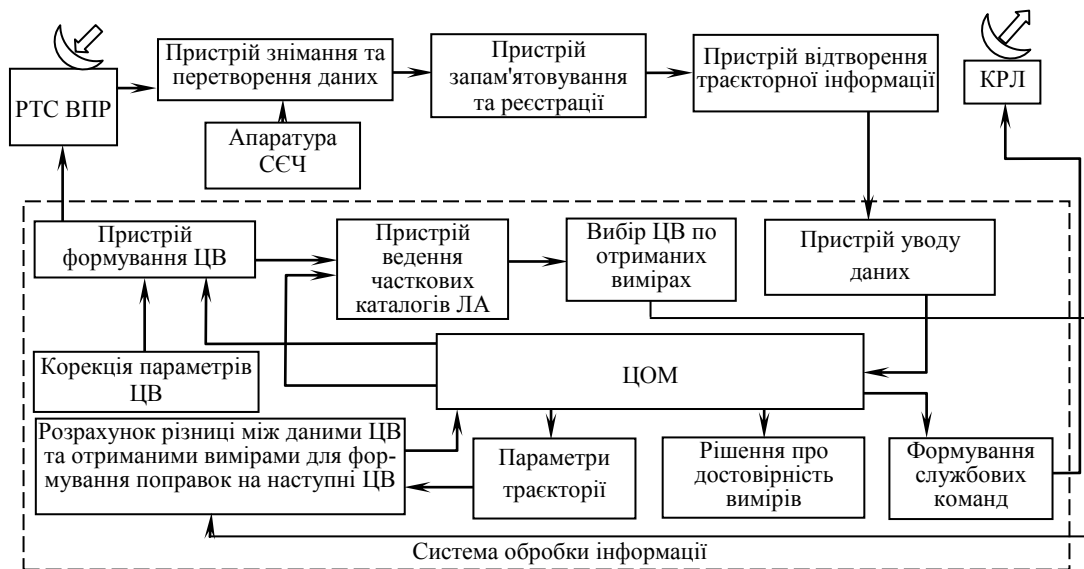 РТС ВПР
Пристрій знімання та
перетворення даних
Пристрій
запам'ятовування
та реєстрації
Пристрій відтворення
траєкторної інформації
КРЛ
Апаратура
СЄЧ
Пристрій
формування ЦВ
Пристрій
ведення
часткових
каталогів ЛА
Вибір ЦВ по
отриманих
вимірах
Пристрій уводу
даних
Корекція параметрів
ЦВ
ЦОМ
Розрахунок різниці між даними ЦВ
та отриманими вимірами для фор-
мування поправок на наступні ЦВ
Параметри
траєкторії
Рішення про
достовірність
вимірів
Формування
службових
команд
Система обробки інформації